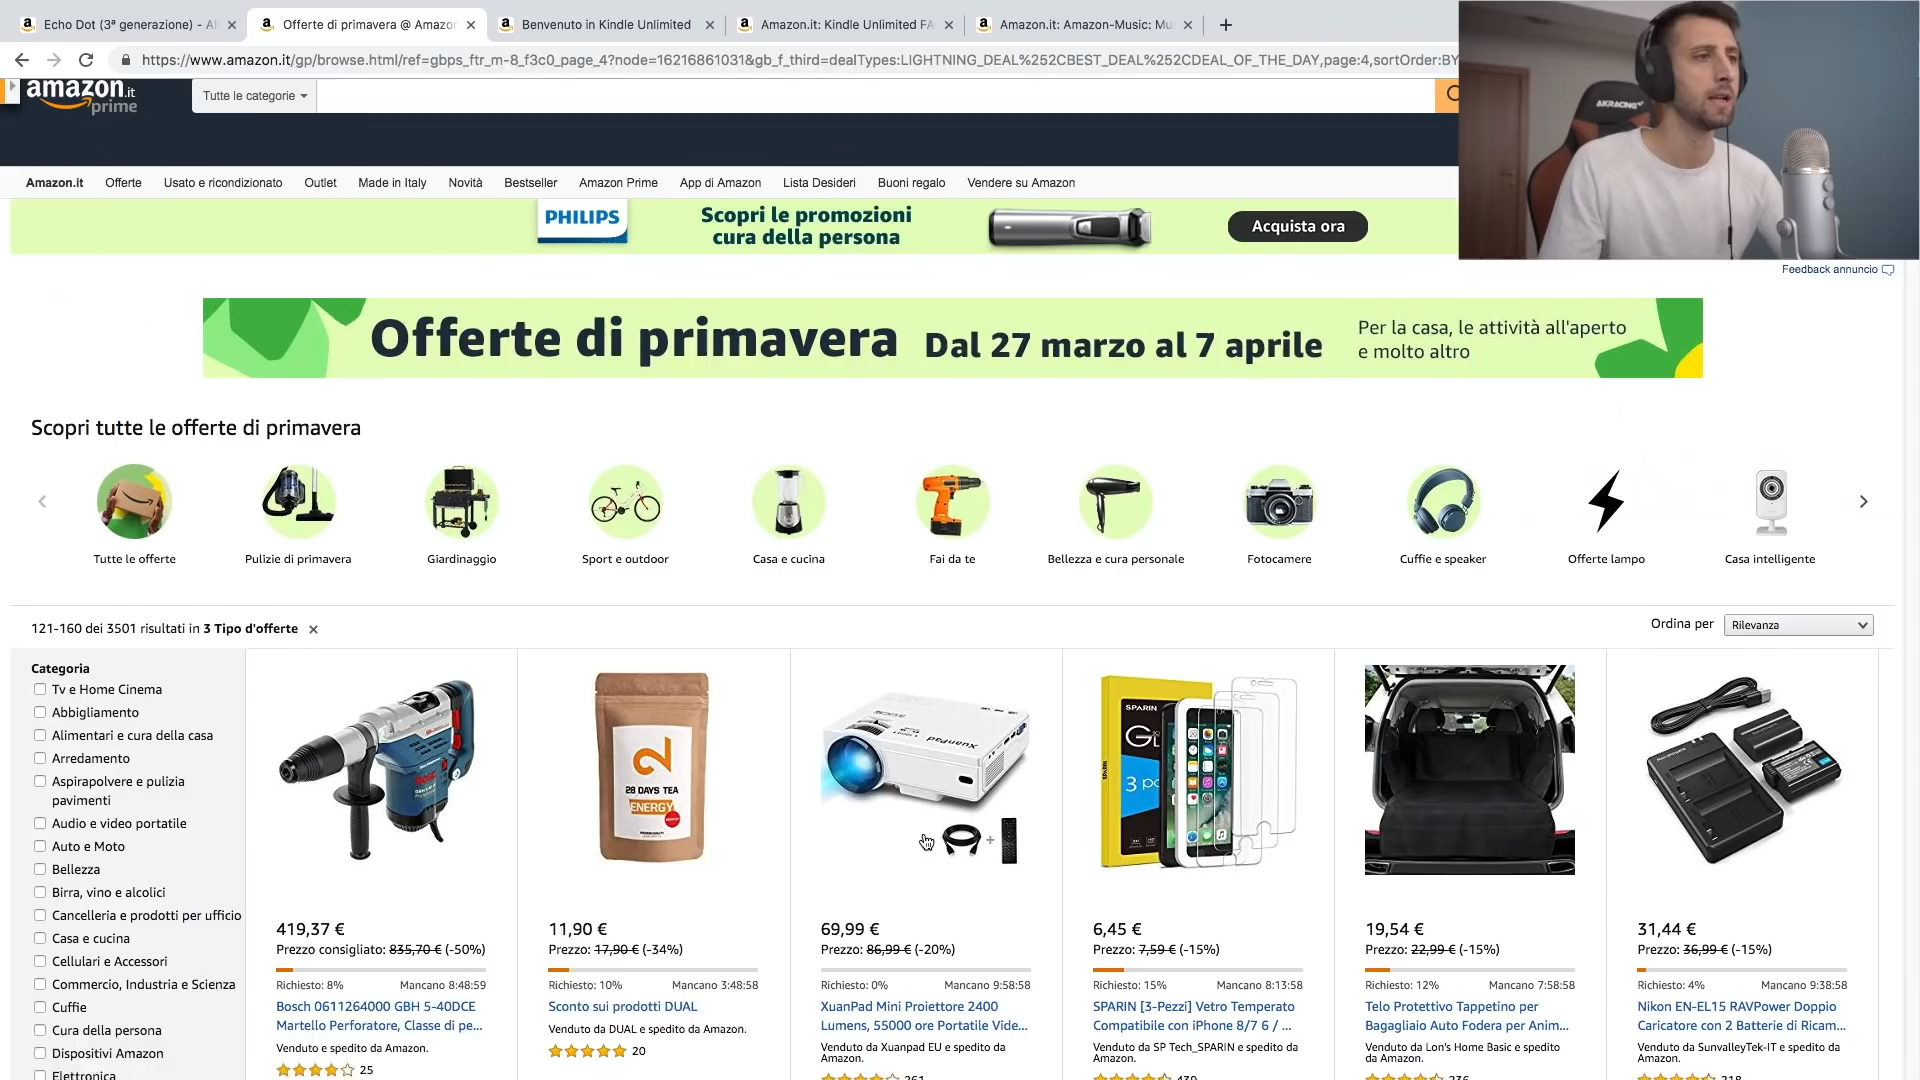 Echo Dot (3ª generazione) - Al
Offerte di primavera @ Amazon
Benvenuto in Kindle Unlimited
Amazon.it: Kindle Unlimited FA
Amazon.it: Amazon-Music: Mu
https://www.amazon.it/gp/browse.html/ref=gbps_ftr_m-8_f3c0_page_4?node=16216861031&gb_f_third=dealTypes:LIGHTNING_DEAL%252CBEST_DEAL%252CDEAL_OF_THE_DAY,page:4,sortOrder:BY
amazon.it
prime
Tutte le categorie
AKRACING
Amazon.it Offerte Usato e ricondizionato Outlet Made in Italy Novità Bestseller Amazon Prime App di Amazon Lista Desideri Buoni regalo Vendere su Amazon
PHILIPS
Scopri le promozioni
cura della persona
Acquista ora
Feedback annuncio
Offerte di primavera Dal 27 marzo al 7 aprile
Per la casa, le attività all'aperto
e molto altro
Scopri tutte le offerte di primavera
Tutte le offerte
Pulizie di primavera
Giardinaggio
Sport e outdoor
Casa e cucina
Fai da te
Bellezza e cura personale
Fotocamere
Cuffie e speaker
Offerte lampo
Casa intelligente
121-160 dei 3501 risultati in 3 Tipo d'offerte
Ordina per
Rilevanza
Categoria
Tv e Home Cinema
Abbigliamento
Alimentari e cura della casa
Arredamento
Aspirapolvere e pulizia
pavimenti
Audio e video portatile
Auto e Moto
Bellezza
Birra, vino e alcolici
Cancelleria e prodotti per ufficio
Casa e cucina
Cellulari e Accessori
Commercio, Industria e Scienza
Cuffie
Cura della persona
Dispositivi Amazon
Elettronica
419,37 €
Prezzo consigliato: 835,70 € (-50%)
Richiesto: 8% Mancano 8:48:59
Bosch 0611264000 GBH 5-40DCE
Martello Perforatore, Classe di pe...
Venduto e spedito da Amazon.
25
28 DAYS TEA
ENERGY
11,90 €
Prezzo: 17,90 € (-34%)
Richiesto: 10% Mancano 3:48:58
Sconto sui prodotti DUAL
Venduto da DUAL e spedito da Amazon.
20
XuanPad
69,99 €
Prezzo: 86,99 € (-20%)
Richiesto: 0% Mancano 9:58:58
XuanPad Mini Proiettore 2400
Lumens, 55000 ore Portatile Vide...
Venduto da Xuanpad EU e spedito da
Amazon.
261
SPARIN
3
6,45 €
Prezzo: 7,59 € (-15%)
Richiesto: 15% Mancano 8:13:58
SPARIN [3-Pezzi] Vetro Temperato
Compatibile con iPhone 8/7 6 / ...
Venduto da SP Tech_SPARIN e spedito da
Amazon.
439
19,54 €
Prezzo: 22,99 € (-15%)
Richiesto: 12% Mancano 7:58:58
Telo Protettivo Tappetino per
Bagagliaio Auto Fodera per Anim...
Venduto da Lon's Home Basic e spedito
da Amazon.
236
31,44 €
Prezzo: 36,99 € (-15%)
Richiesto: 4% Mancano 9:38:58
Nikon EN-EL15 RAVPower Doppio
Caricatore con 2 Batterie di Ricam...
Venduto da SunvalleyTek-IT e spedito da
Amazon.
218